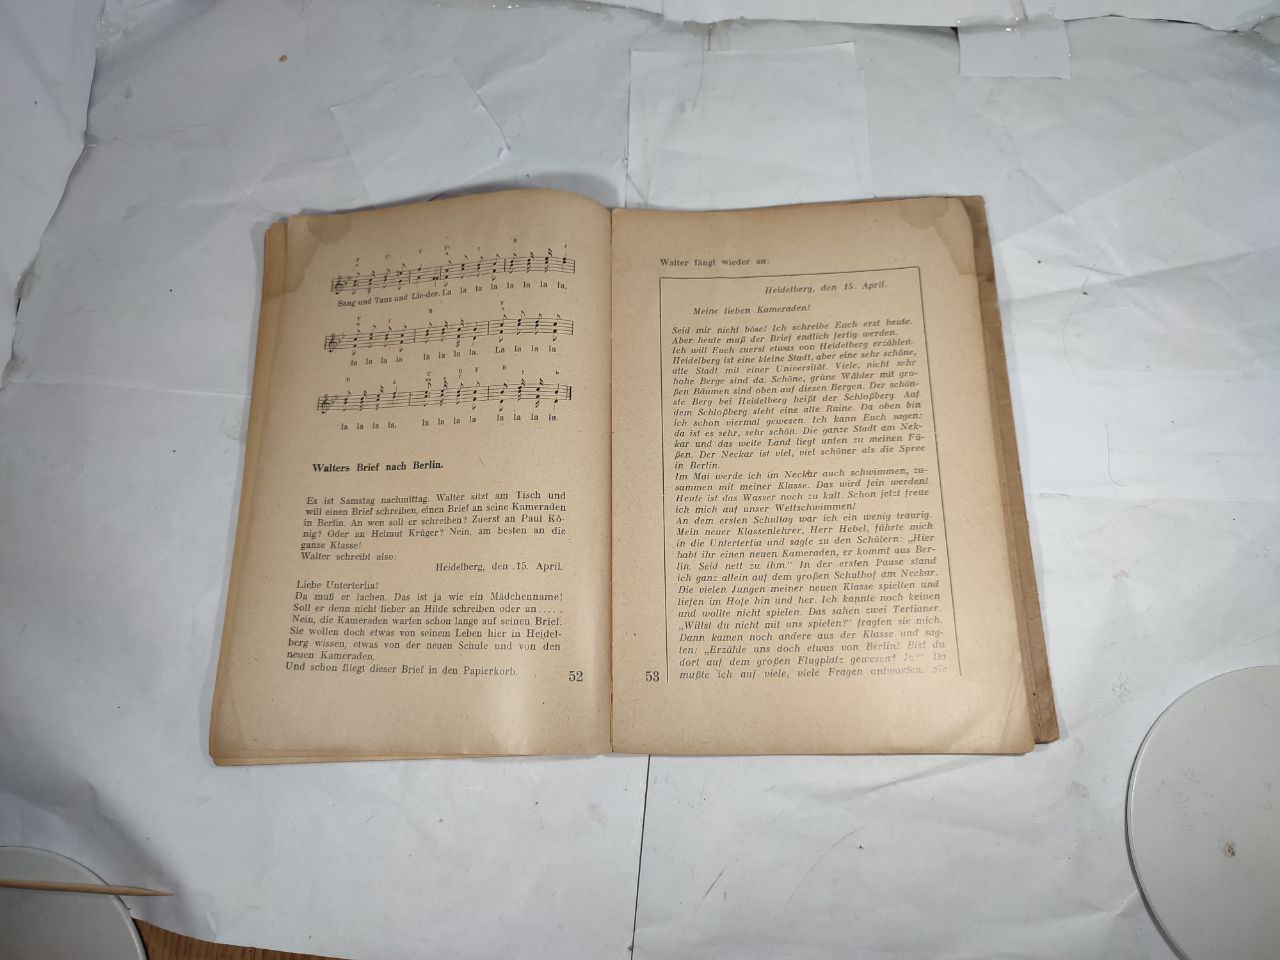 Sang und Tanz und Lie-der. La la la la la la la la,
la la la la la la la la. La la la la
la la la la, la la la la la la la la.
Walters Brief nach Berlin.
Es ist Samstag nachmittag. Walter sitzt am Tisch und
will einen Brief schreiben, einen Brief an seine Kameraden
in Berlin. An wen soll er schreiben? Zuerst an Paul Kö-
nig? Oder an Helmut Krüger? Nein, am besten an die
ganze Klasse!
Walter schreibt also:
Heidelberg, den 15. April.
Liebe Untertertia!
Da muß er lachen. Das ist ja wie ein Mädchenname!
Soll er denn nicht lieber an Hilde schreiben oder an.....
Nein, die Kameraden warten schon lange auf seinen Brief.
Sie wollen doch etwas von seinem Leben hier in Heidel-
berg wissen, etwas von der neuen Schule und von den
neuen Kameraden.
Und schon fliegt dieser Brief in den Papierkorb.
52
Walter fängt wieder an:
Heidelberg, den 15. April.
Meine lieben Kameraden!
Seid mir nicht böse! Ich schreibe Euch erst heute.
Aber heute muß der Brief endlich fertig werden.
Ich will Euch zuerst etwas von Heidelberg erzählen.
Heidelberg ist eine kleine Stadt, aber eine sehr schöne,
alte Stadt mit einer Universität. Viele, nicht sehr
hohe Berge sind da. Schöne, grüne Wälder mit gro-
ßen Bäumen sind oben auf diesen Bergen. Der schön-
ste Berg bei Heidelberg heißt der Schloßberg. Auf
dem Schloßberg steht eine alte Ruine. Da oben bin
ich schon viermal gewesen. Ich kann Euch sagen:
da ist es sehr, sehr schön. Die ganze Stadt am Nek-
kar und das weite Land liegt unten zu meinen Fü-
ßen. Der Neckar ist viel, viel schöner als die Spree
in Berlin.
Im Mai werde ich im Neckar auch schwimmen, zu-
sammen mit meiner Klasse. Das wird fein werden!
Heute ist das Wasser noch zu kalt. Schon jetzt freue
ich mich auf unser Wettschwimmen!
An dem ersten Schultag war ich ein wenig traurig.
Mein neuer Klassenlehrer, Herr Hebel, führte mich
in die Untertertia und sagte zu den Schülern: „Hier
habt ihr einen neuen Kameraden, er kommt aus Ber-
lin. Seid nett zu ihm.“ In der ersten Pause stand
ich ganz allein auf dem großen Schulhof am Neckar.
Die vielen Jungen meiner neuen Klasse spielten und
liefen im Hofe hin und her. Ich kannte noch keinen
und wollte nicht spielen. Das sahen zwei Tertianer.
„Willst du nicht mit uns spielen?“ fragten sie mich.
Dann kamen noch andere aus der Klasse und sag-
ten: „Erzähle uns doch etwas von Berlin! Bist du
dort auf dem großen Flugplatz gewesen? Ja?“ Da
mußte ich auf viele, viele Fragen antworten. Sie
53